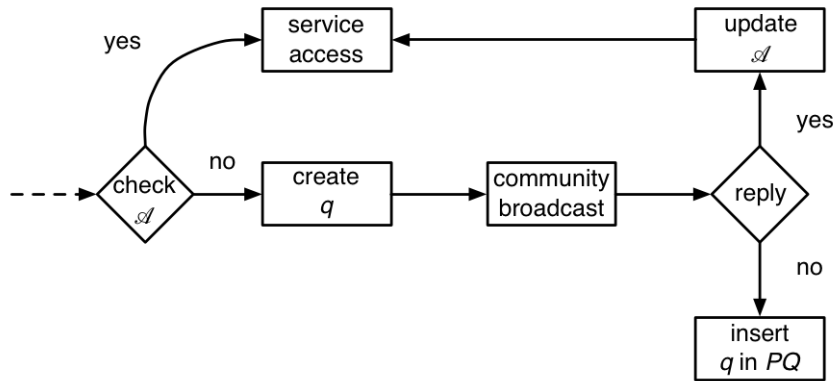 yes
service
access
update
𝒜
yes
check
𝒜
no
create
q
community
broadcast
reply
no
insert
q in PQ